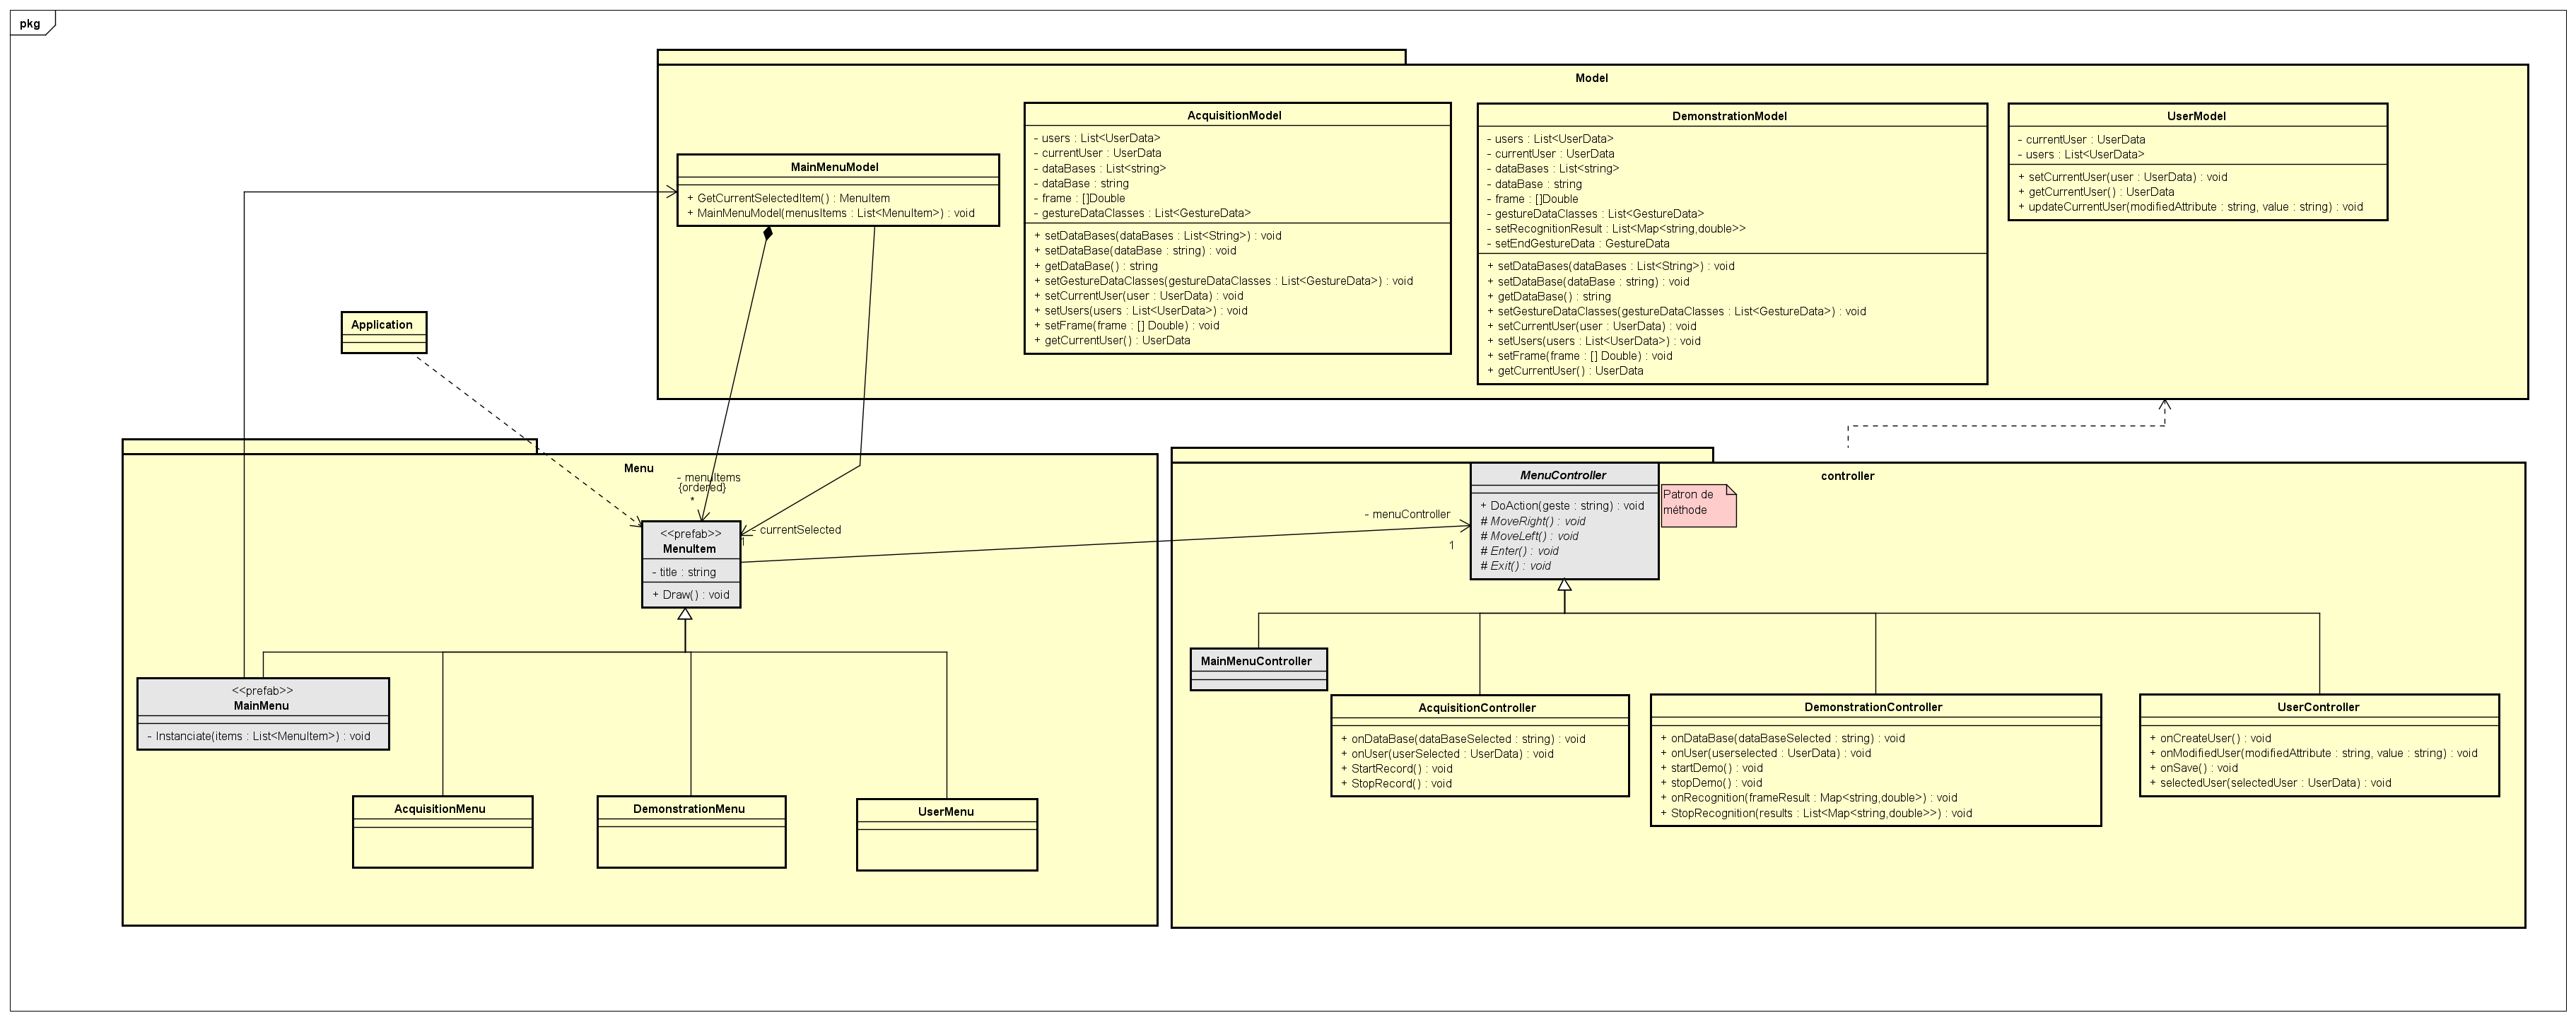 pkg
Model
MainMenuModel
+ GetCurrentSelectedItem() : MenuItem
+ MainMenuModel(menusItems : List<MenuItem>) : void
AcquisitionModel
- users : List<UserData>
- currentUser : UserData
- dataBases : List<string>
- dataBase : string
- frame : []Double
- gestureDataClasses : List<GestureData>
+ setDataBases(dataBases : List<String>) : void
+ setDataBase(dataBase : string) : void
+ getDataBase() : string
+ setGestureDataClasses(gestureDataClasses : List<GestureData>) : void
+ setCurrentUser(user : UserData) : void
+ setUsers(users : List<UserData>) : void
+ setFrame(frame : [] Double) : void
+ getCurrentUser() : UserData
DemonstrationModel
- users : List<UserData>
- currentUser : UserData
- dataBases : List<string>
- dataBase : string
- frame : []Double
- gestureDataClasses : List<GestureData>
- setRecognitionResult : List<Map<string,double>>
- setEndGestureData : GestureData
+ setDataBases(dataBases : List<String>) : void
+ setDataBase(dataBase : string) : void
+ getDataBase() : string
+ setGestureDataClasses(gestureDataClasses : List<GestureData>) : void
+ setCurrentUser(user : UserData) : void
+ setUsers(users : List<UserData>) : void
+ setFrame(frame : [] Double) : void
+ getCurrentUser() : UserData
UserModel
- currentUser : UserData
- users : List<UserData>
+ setCurrentUser(user : UserData) : void
+ getCurrentUser() : UserData
+ updateCurrentUser(modifiedAttribute : string, value : string) : void
Application
Menu
- menuItems
{ordered}
*
- currentSelected
1
<<prefab>>
MenuItem
- title : string
+ Draw() : void
<<prefab>>
MainMenu
- Instanciate(items : List<MenuItem>) : void
AcquisitionMenu
DemonstrationMenu
UserMenu
controller
- menuController
1
MenuController
+ DoAction(geste : string) : void
# MoveRight() : void
# MoveLeft() : void
# Enter() : void
# Exit() : void
Patron de
méthode
MainMenuController
AcquisitionController
+ onDataBase(dataBaseSelected : string) : void
+ onUser(userSelected : UserData) : void
+ StartRecord() : void
+ StopRecord() : void
DemonstrationController
+ onDataBase(dataBaseSelected : string) : void
+ onUser(userselected : UserData) : void
+ startDemo() : void
+ stopDemo() : void
+ onRecognition(frameResult : Map<string,double>) : void
+ StopRecognition(results : List<Map<string,double>>) : void
UserController
+ onCreateUser() : void
+ onModifiedUser(modifiedAttribute : string, value : string) : void
+ onSave() : void
+ selectedUser(selectedUser : UserData) : void